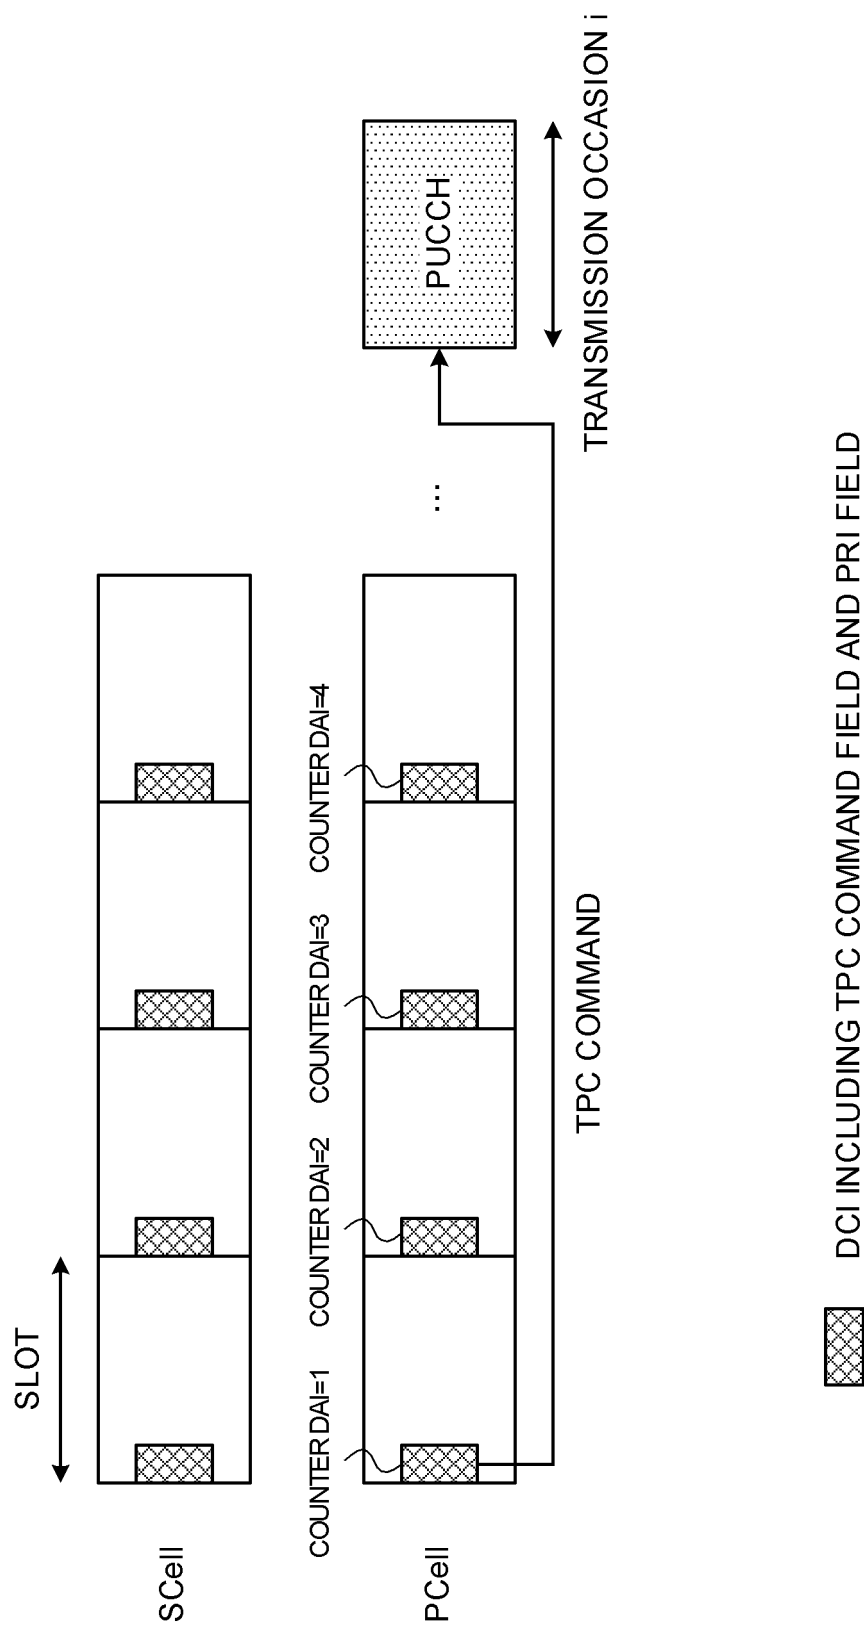 SLOT
SCell
COUNTER DAI=1
COUNTER DAI=2
COUNTER DAI=3
COUNTER DAI=4
PCell
...
PUCCH
TPC COMMAND
TRANSMISSION OCCASION i
DCI INCLUDING TPC COMMAND FIELD AND PRI FIELD